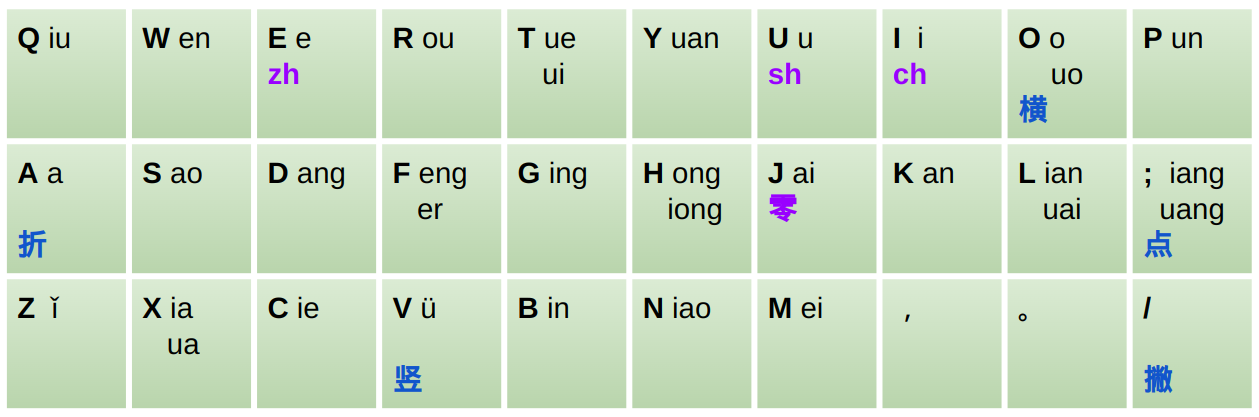 Q iu
W en
E e
zh
R ou
T ue
ui
Y yuan
U u
sh
I i
ch
O o
uo
横
P un
A a
折
S ao
D ang
F eng
er
G ing
H ong
iong
J ai
零
K an
L ian
uai
; iang
uang
点
Z ǐ
X ia
ua
C ie
V ü
竖
B in
N iao
M ei
，
。
/
撇